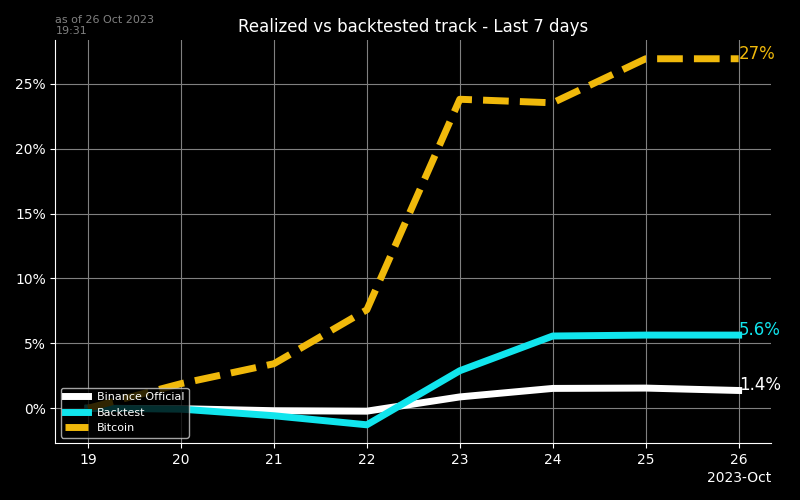 as of 26 Oct 2023
19:31
Realized vs backtested track - Last 7 days
27%
25%
20%
15%
10%
5%
0%
5.6%
1.4%
Binance Official
Backtest
Bitcoin
19 20 21 22 23 24 25 26
2023-Oct